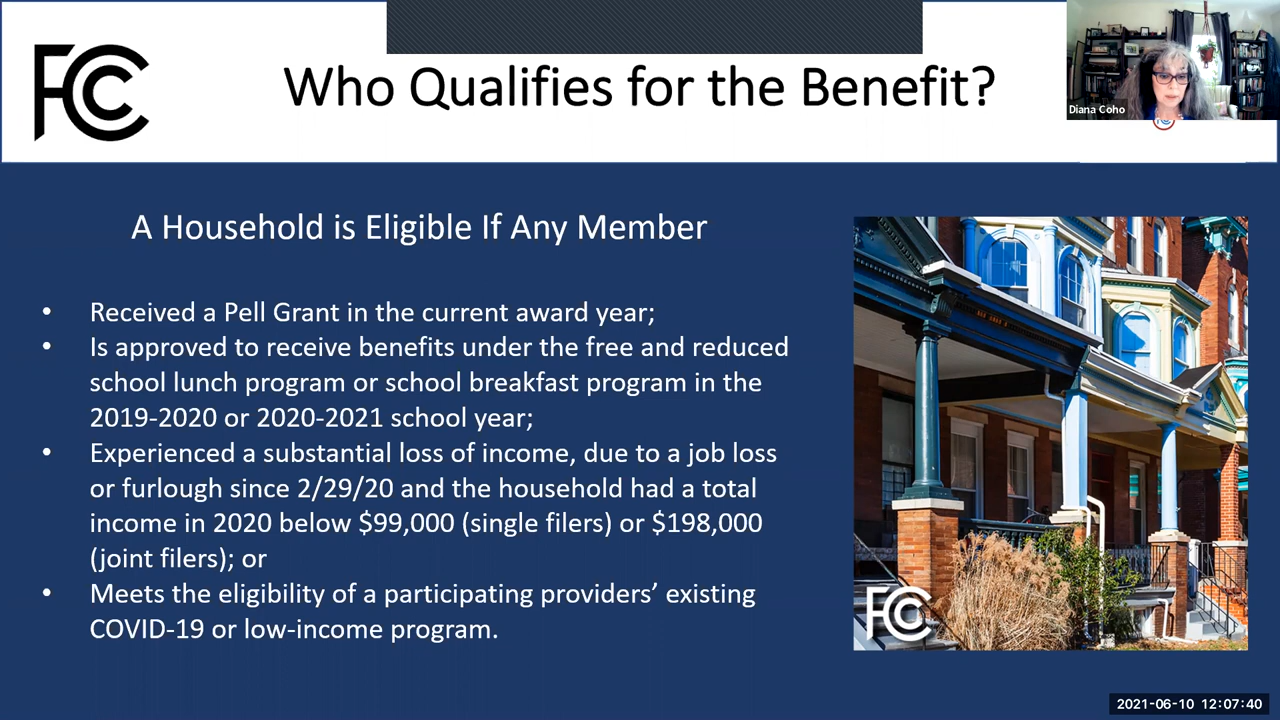 FCC
Who Qualifies for the Benefit?
Diana Coho
A Household is Eligible If Any Member
• Received a Pell Grant in the current award year;
• Is approved to receive benefits under the free and reduced
school lunch program or school breakfast program in the
2019-2020 or 2020-2021 school year;
• Experienced a substantial loss of income, due to a job loss
or furlough since 2/29/20 and the household had a total
income in 2020 below $99,000 (single filers) or $198,000
(joint filers); or
• Meets the eligibility of a participating providers’ existing
COVID-19 or low-income program.
FCC
2021-06-10 12:07:40